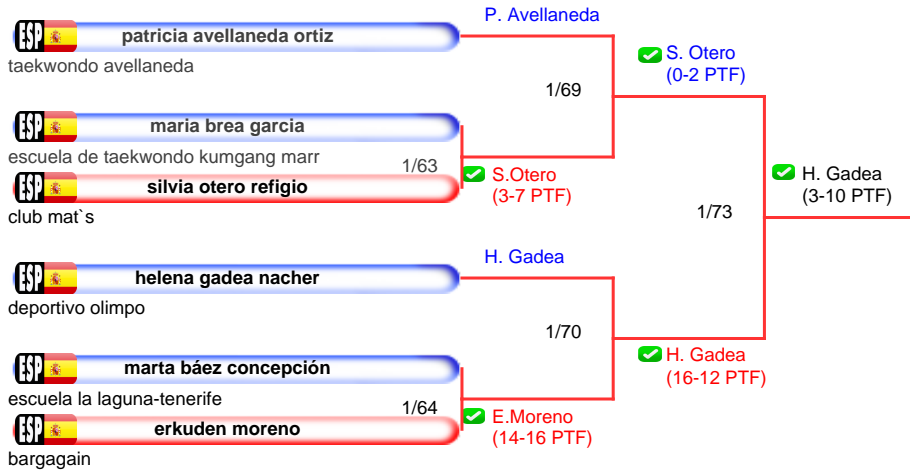 ESP patricia avellaneda ortiz
taekwondo avellaneda
P. Avellaneda
1/69
S. Otero
(0-2 PTF)
ESP maria brea garcia
escuela de taekwondo kumgang marr
1/63
ESP silvia otero refigio
club mat`s
S.Otero
(3-7 PTF)
1/73
H. Gadea
(3-10 PTF)
ESP helena gadea nacher
deportivo olimpo
H. Gadea
1/70
H. Gadea
(16-12 PTF)
ESP marta báez concepción
escuela la laguna-tenerife
1/64
ESP erkuden moreno
bargagain
E.Moreno
(14-16 PTF)